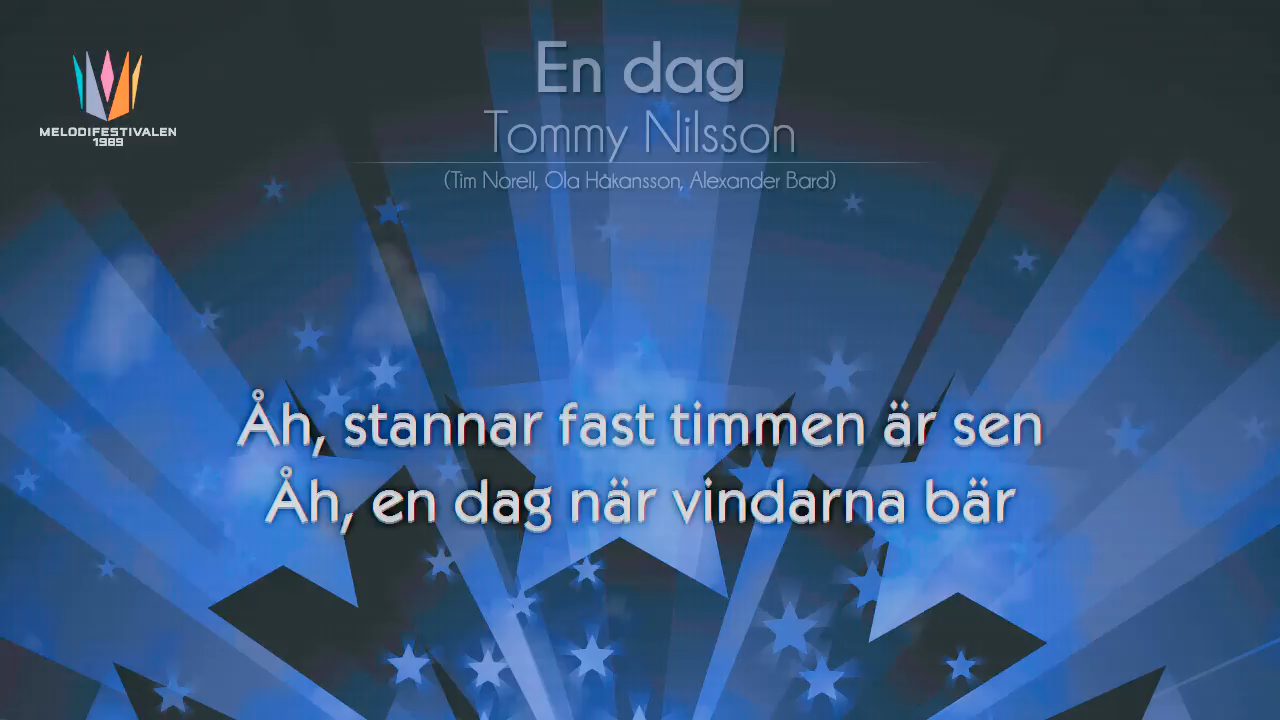 MELODIFESTIVALEN
1989
En dag
Tommy Nilsson
(Tim Norell, Ola Håkansson, Alexander Bard)
Åh, stannar fast timmen är sen
Åh, en dag när vindarna bär